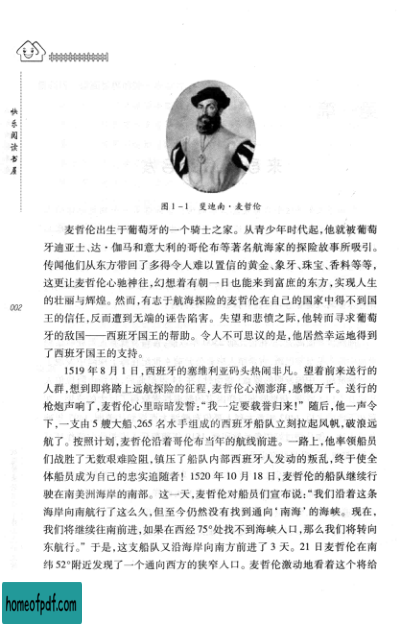 快乐阅读书屋
图1-1 斐迪南·麦哲伦
麦哲伦出生于葡萄牙的一个骑士之家。从青少年时代起,他就被葡萄
牙迪亚士、达·伽马和意大利的哥伦布等著名航海家的探险故事所吸引。
传闻他们从东方带回了多得令人难以置信的黄金、象牙、珠宝、香料等等,
这更让麦哲伦心驰神往,幻想着有朝一日也能来到富庶的东方,实现人生
的壮丽与辉煌。然而,有志于航海探险的麦哲伦在自己的国家中得不到国
王的信任,反而遭到无端的诬告陷害。失望和悲愤之际,他转而寻求葡萄
牙的敌国——西班牙国王的帮助。令人不可思议的是,他居然幸运地得到
了西班牙国王的支持。
1519年8月1日,西班牙的塞维利亚码头热闹非凡。望着前来送行的
人群,想到即将踏上远航探险的征程,麦哲伦心潮澎湃,感慨万千。送行的
枪炮声响了,麦哲伦心里暗暗发誓:“我一定要载誉归来!”随后,他一声令
下,一支由5艘大船、265名水手组成的西班牙船队立刻拉起风帆,破浪远
航了。按照计划,麦哲伦沿着哥伦布当年的航线前进。一路上,他率领船员
们战胜了无数艰难险阻,镇压了船队内部西班牙人发动的叛乱,终于使全
体船员成为自己的忠实追随者!1520年10月18日,麦哲伦的船队继续行
驶在南美洲海岸的南部。这一天,麦哲伦对船员们宣布说:“我们沿着这条
海岸向南航行了这么久,但至今仍然没有找到通向‘南海’的海峡。现在,
我们将继续往南前进,如果在西经75°处找不到海峡入口,那么我们将转向
东航行。”于是,这支船队又沿海岸向南方前进了3天。21日麦哲伦在南
纬52°附近发现了一个通向西方的狭窄入口。麦哲伦激动地看着这个将给
002
homeofpdf.com